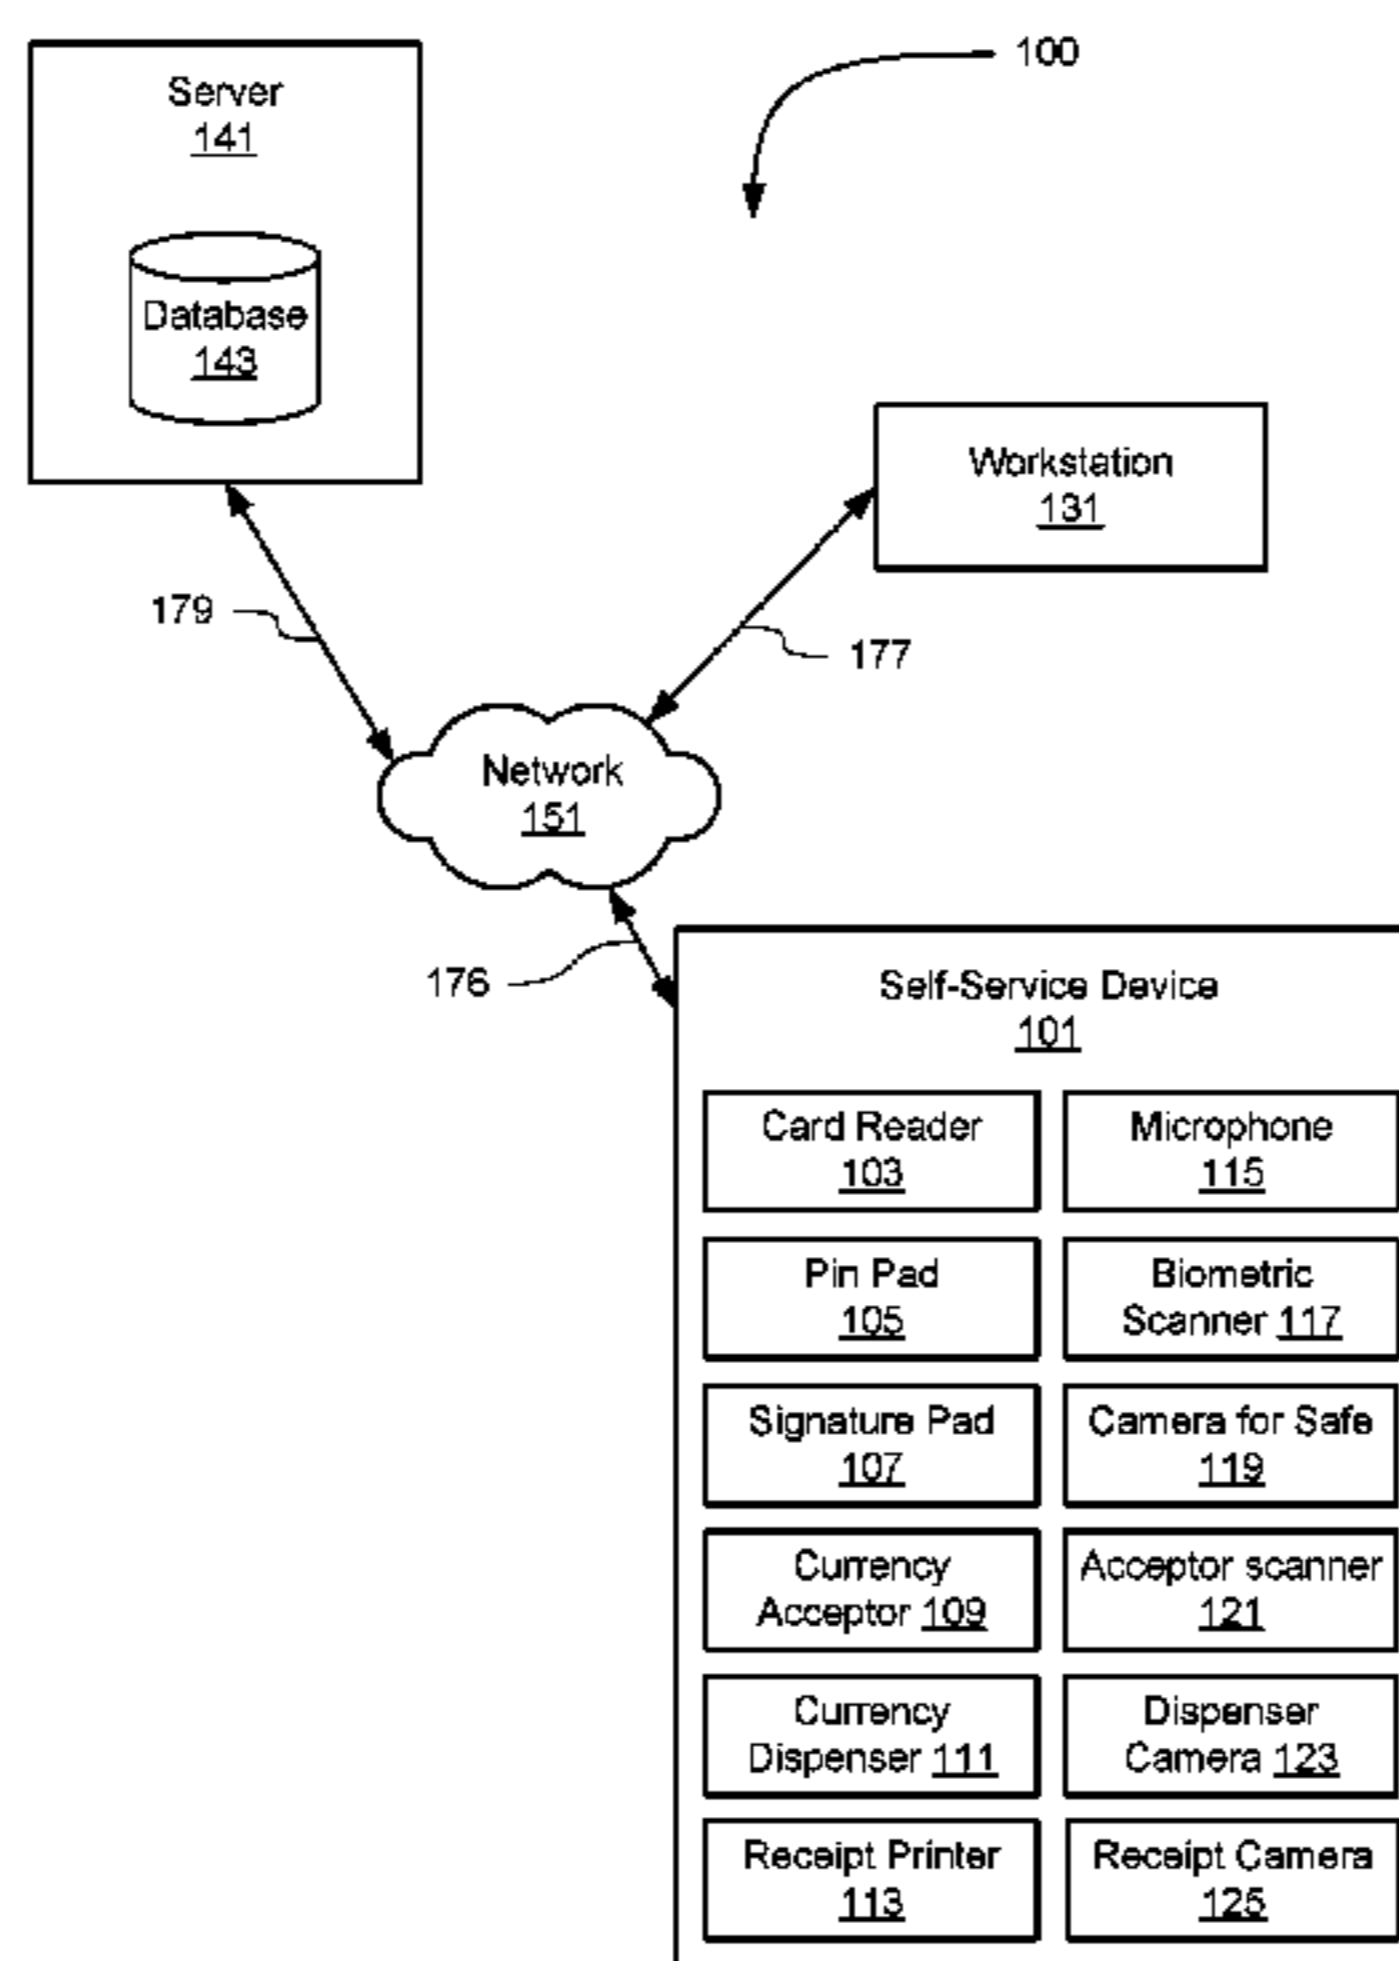 100
Server
141
Database
143
Workstation
131
179
177
Network
151
176
Self-Service Device
101
Card Reader
103
Microphone
115
Pin Pad
105
Biometric
Scanner 117
Signature Pad
107
Camera for Safe
119
Currency
Acceptor 109
Acceptor scanner
121
Currency
Dispenser 111
Dispenser
Camera 123
Receipt Printer
113
Receipt Camera
125